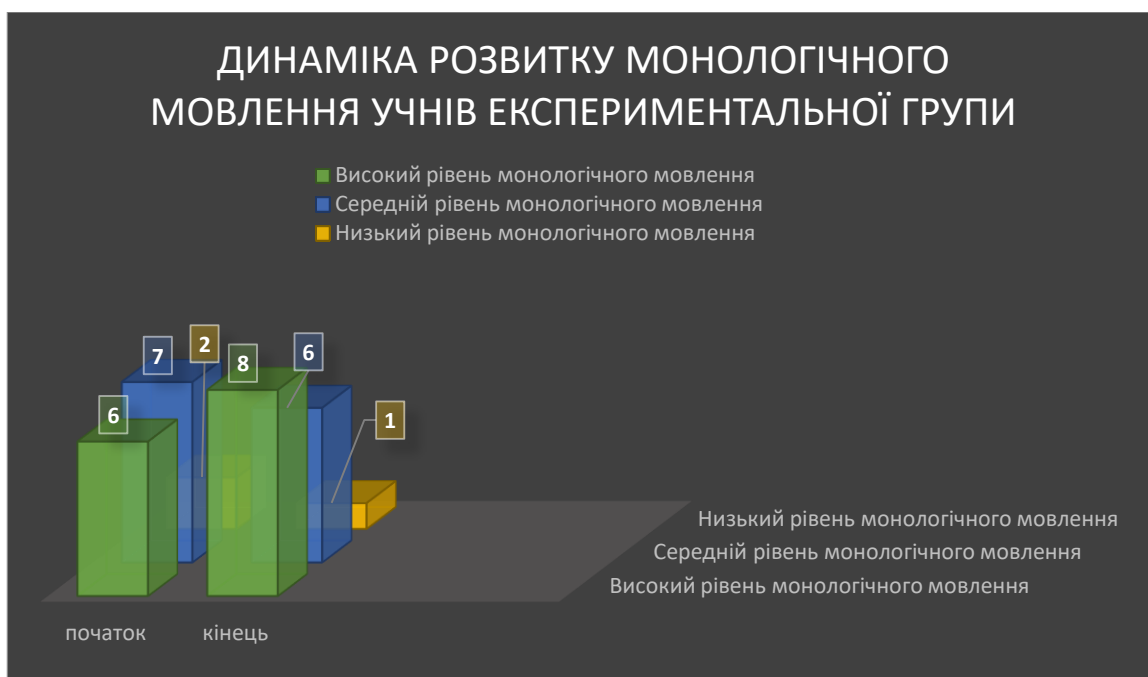 ДИНАМІКА РОЗВИТКУ МОНОЛОГІЧНОГО
МОВЛЕННЯ УЧНІВ ЕКСПЕРИМЕНТАЛЬНОЇ ГРУПИ
Високий рівень монологічного мовлення
Середній рівень монологічного мовлення
Низький рівень монологічного мовлення
6
7
2
8
6
1
Низький рівень монологічного мовлення
Середній рівень монологічного мовлення
Високий рівень монологічного мовлення
початок
кінець